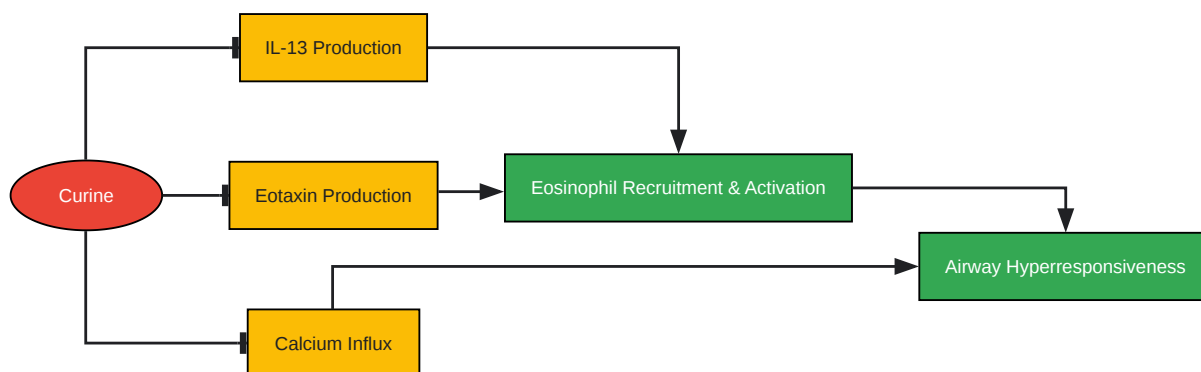 IL-13 Production
Curine
Eotaxin Production
Eosinophil Recruitment & Activation
Airway Hyperresponsiveness
Calcium Influx